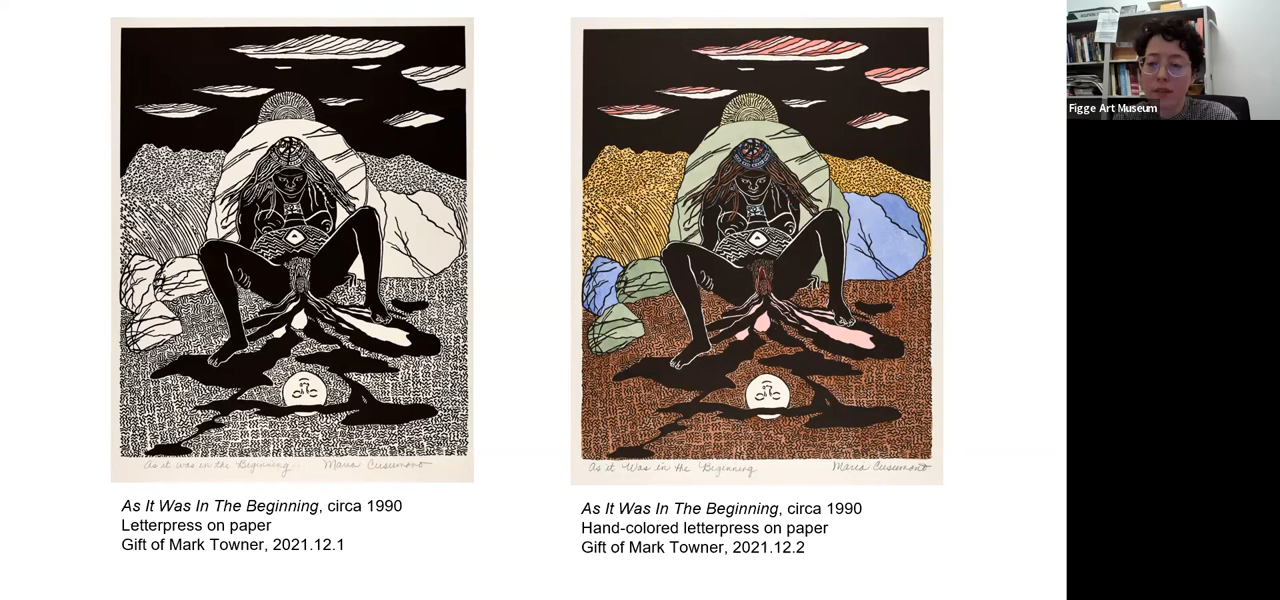 As it was in the Beginning Maria Cusumano
As it Was in the Beginning Maria Cusumano
As It Was In The Beginning, circa 1990
Letterpress on paper
Gift of Mark Towner, 2021.12.1
As It Was In The Beginning, circa 1990
Hand-colored letterpress on paper
Gift of Mark Towner, 2021.12.2
Figge Art Museum